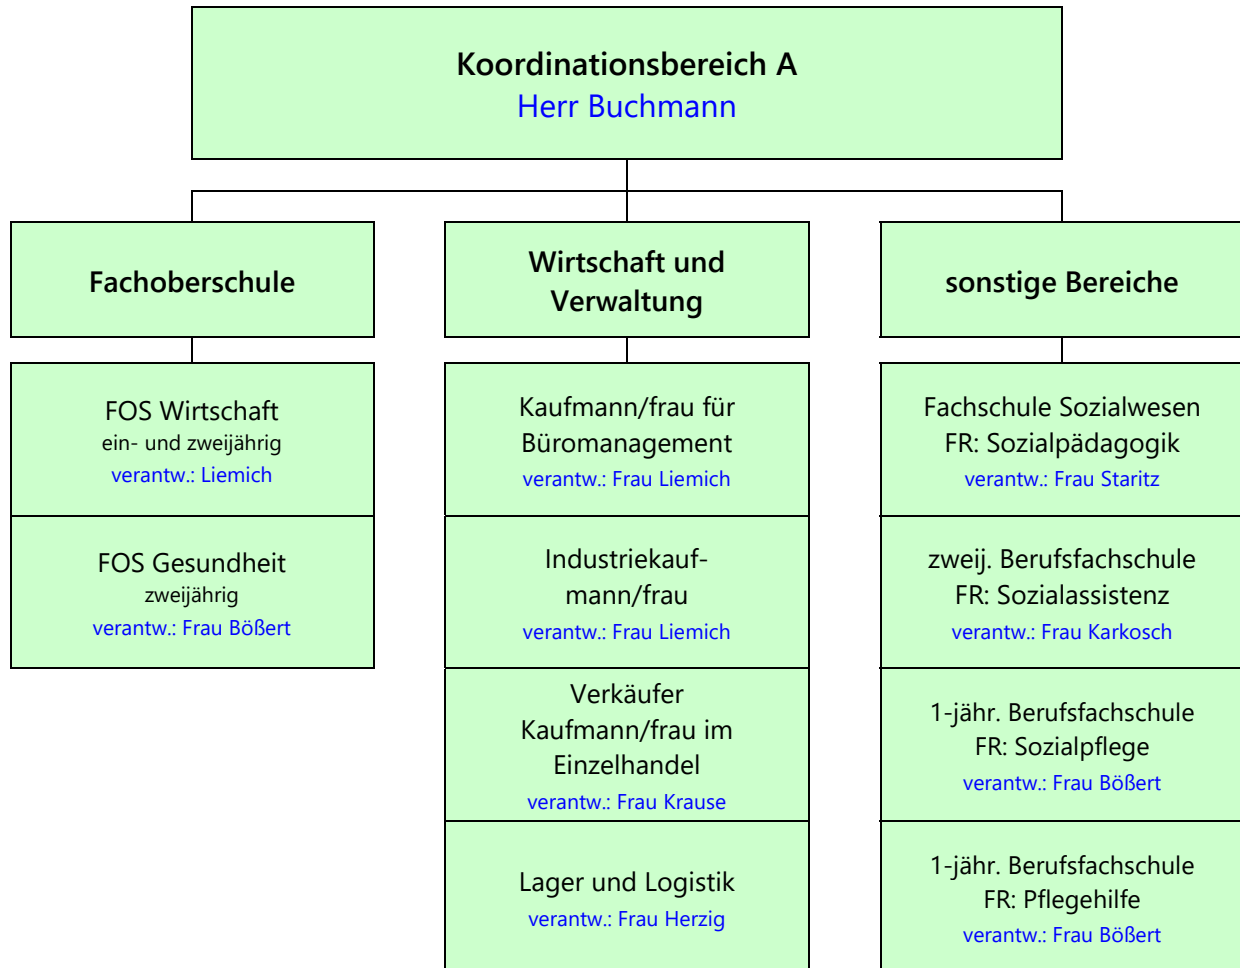 Koordinationsbereich A
Herr Buchmann
Fachoberschule
FOS Wirtschaft
ein- und zweijährig
verantw.: Liemich
FOS Gesundheit
zweijährig
verantw.: Frau Bößert
Wirtschaft und
Verwaltung
Kaufmann/frau für
Büromanagement
verantw.: Frau Liemich
Industriekauf-
mann/frau
verantw.: Frau Liemich
Verkäufer
Kaufmann/frau im
Einzelhandel
verantw.: Frau Krause
Lager und Logistik
verantw.: Frau Herzig
sonstige Bereiche
Fachschule Sozialwesen
FR: Sozialpädagogik
verantw.: Frau Staritz
zweij. Berufsfachschule
FR: Sozialassistenz
verantw.: Frau Karkosch
1-jähr. Berufsfachschule
FR: Sozialpflege
verantw.: Frau Bößert
1-jähr. Berufsfachschule
FR: Pflegehilfe
verantw.: Frau Bößert